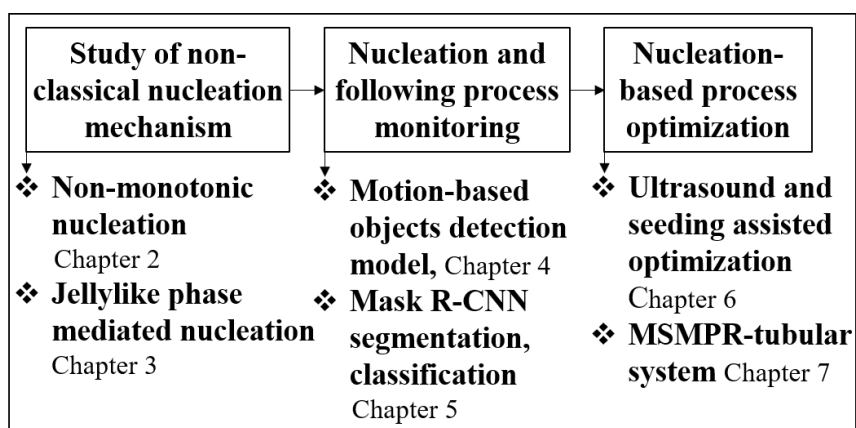 Study of non-
classical nucleation
mechanism
Nucleation and
following process
monitoring
Nucleation-
based process
optimization
❖ Non-monotonic
nucleation
Chapter 2
❖ Jellylike phase
mediated nucleation
Chapter 3
❖ Motion-based
objects detection
model, Chapter 4
❖ Mask R-CNN
segmentation,
classification
Chapter 5
❖ Ultrasound and
seeding assisted
optimization
Chapter 6
❖ MSMPR-tubular
system Chapter 7